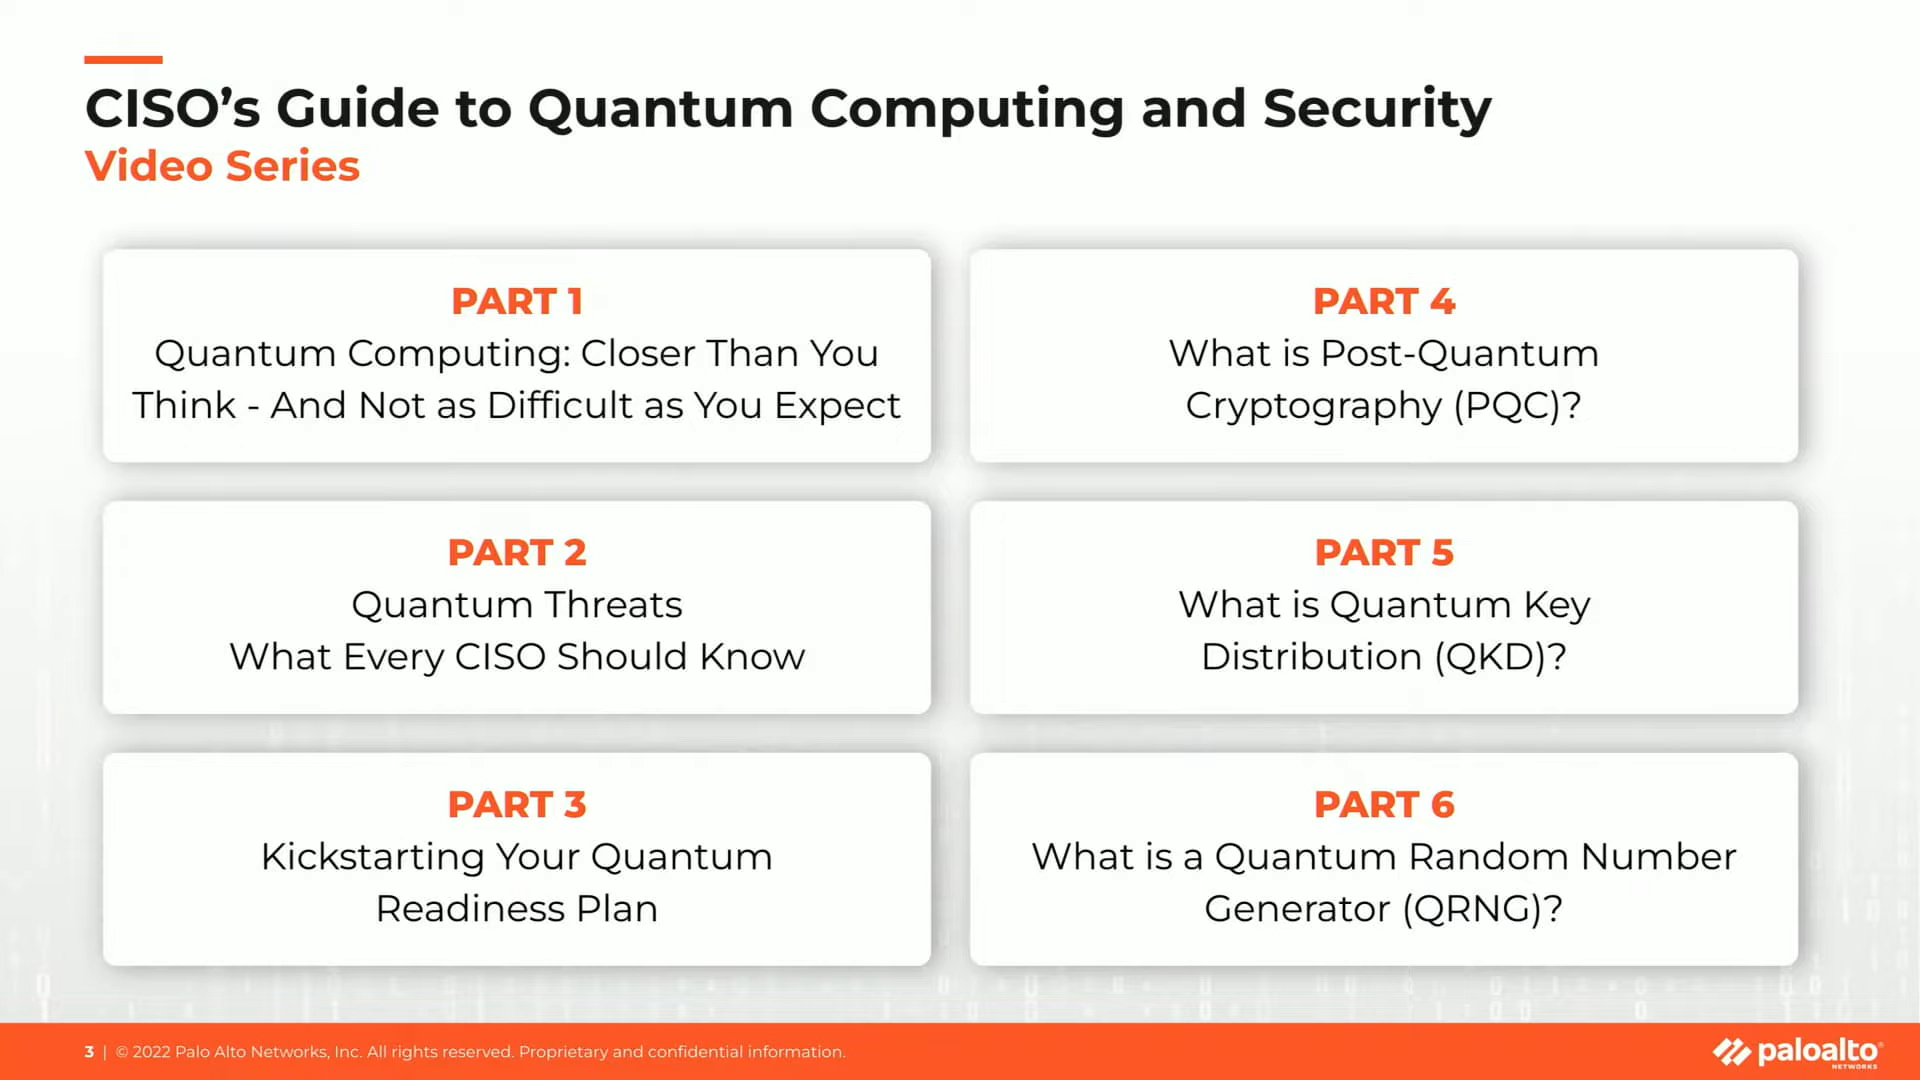 CISO’s Guide to Quantum Computing and Security
Video Series
PART 1
Quantum Computing: Closer Than You
Think - And Not as Difficult as You Expect
PART 2
Quantum Threats
What Every CISO Should Know
PART 3
Kickstarting Your Quantum
Readiness Plan
PART 4
What is Post-Quantum
Cryptography (PQC)?
PART 5
What is Quantum Key
Distribution (QKD)?
PART 6
What is a Quantum Random Number
Generator (QRNG)?
3 | © 2022 Palo Alto Networks, Inc. All rights reserved. Proprietary and confidential information.
paloalto®
NETWORKS